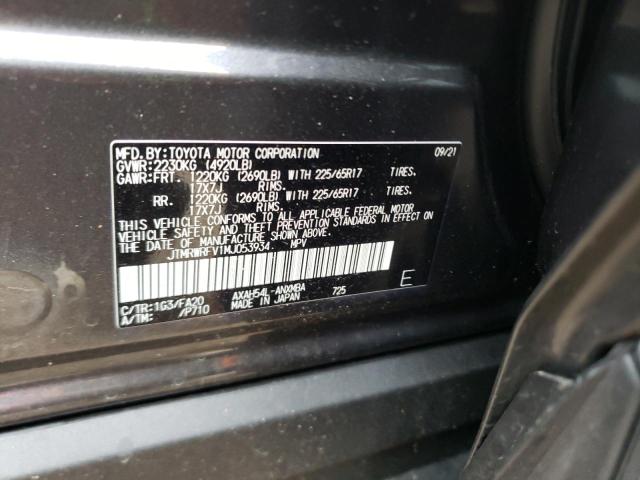 MFD.BY:TOYOTA MOTOR CORPORATION 09/21
GVWR:2230KG (4920LB)
GAWR:FRT. 1220KG (2690LB) WITH 225/65R17 TIRES.
17X7J RIMS.
RR. 1220KG (2690LB) WITH 225/65R17 TIRES.
17X7J RIMS.
THIS VEHICLE CONFORMS TO ALL APPLICABLE FEDERAL MOTOR
VEHICLE SAFETY AND THEFT PREVENTION STANDARDS IN EFFECT ON
THE DATE OF MANUFACTURE SHOWN ABOVE.
JTMRWRFV1MJ053934. MPV
C/TR:1G3/FA20 AXAH54L-ANXMBA 725 E
A/TM: /P710 MADE IN JAPAN